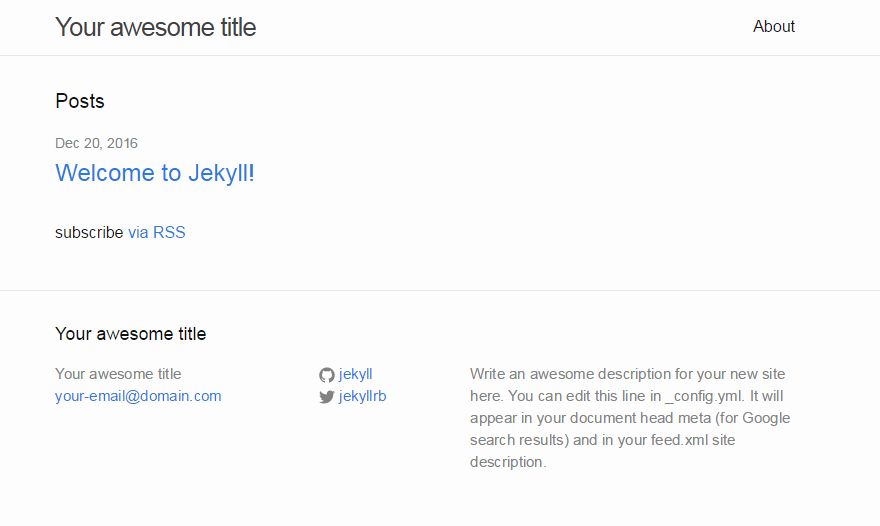 Your awesome title
About
Posts
Dec 20, 2016
Welcome to Jekyll!
subscribe via RSS
Your awesome title
Your awesome title
your-email@domain.com
jekyll
jekyllrb
Write an awesome description for your new site
here. You can edit this line in _config.yml. It will
appear in your document head meta (for Google
search results) and in your feed.xml site
description.